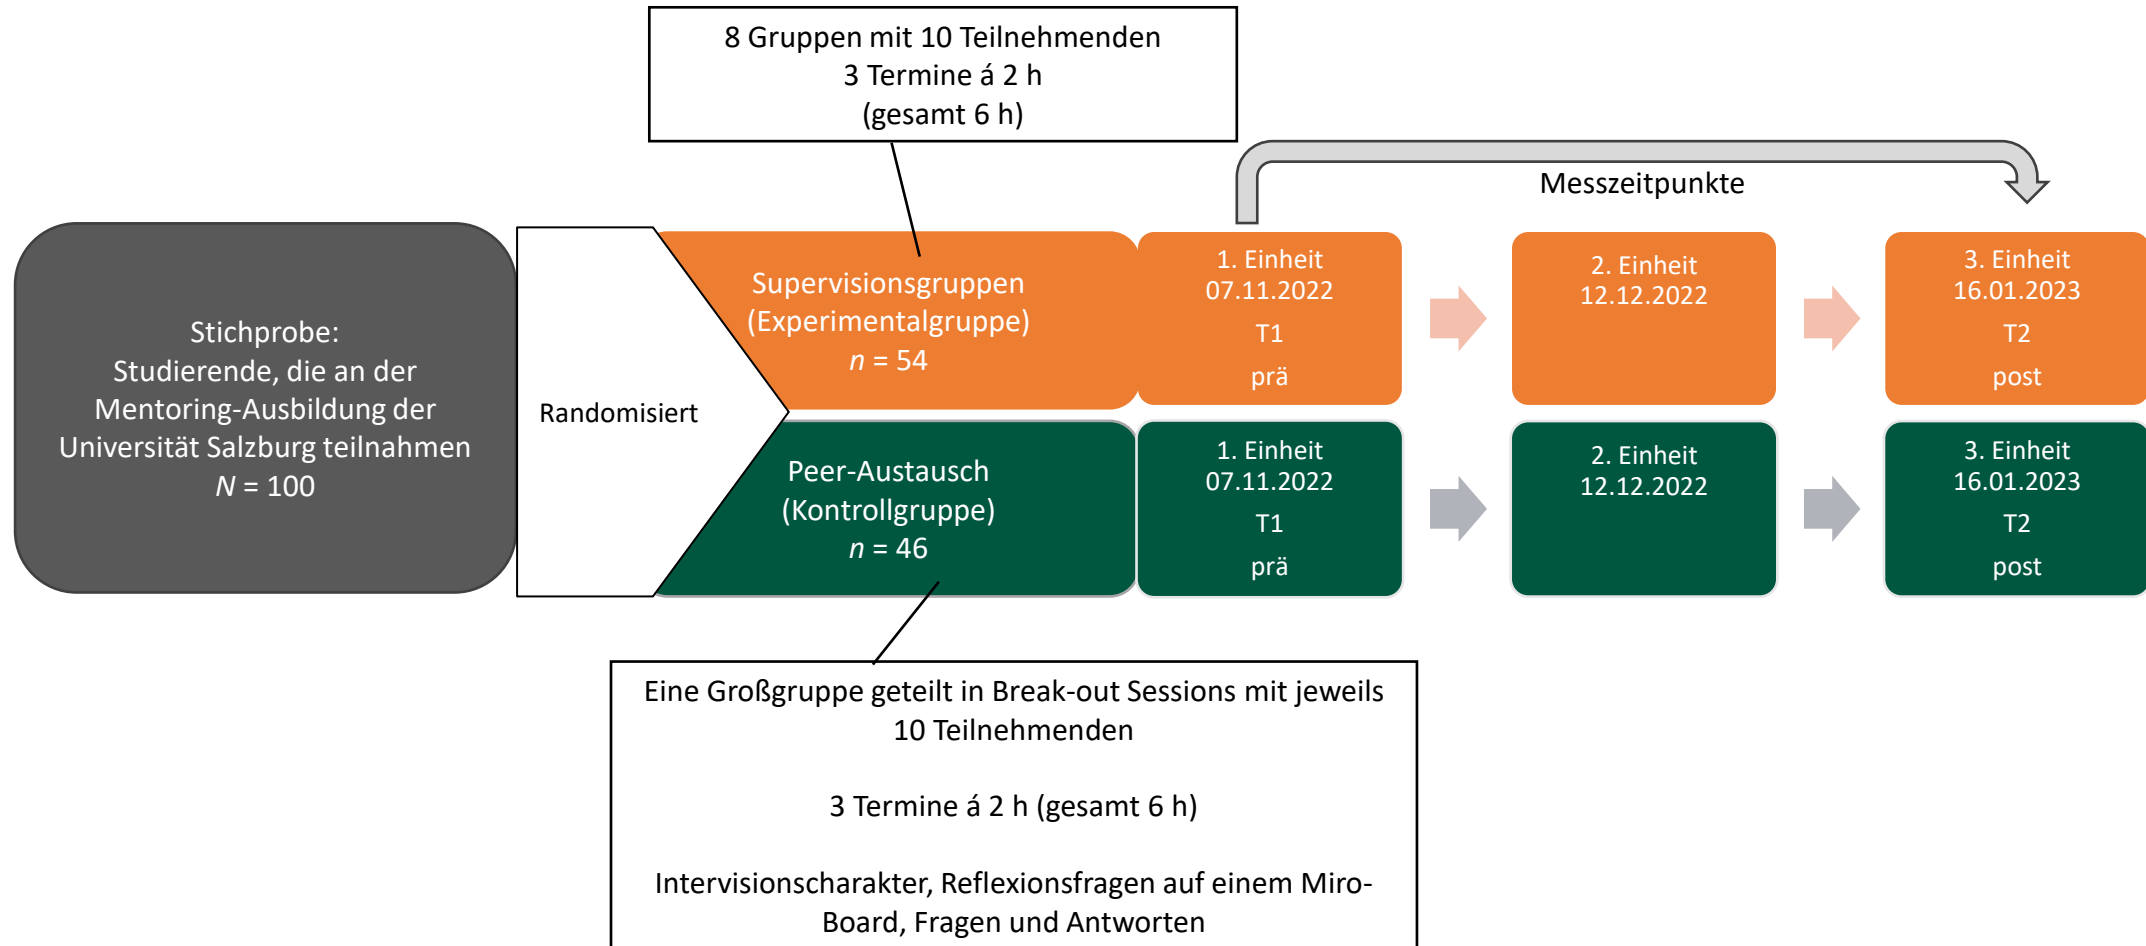 8 Gruppen mit 10 Teilnehmenden
3 Termine á 2 h
(gesamt 6 h)
Messzeitpunkte
Stichprobe:
Studierende, die an der
Mentoring-Ausbildung der
Universität Salzburg teilnahmen
N = 100
Randomisiert
Supervisionsgruppen
(Experimentalgruppe)
n = 54
1. Einheit
07.11.2022
T1
prä
2. Einheit
12.12.2022
3. Einheit
16.01.2023
T2
post
Peer-Austausch
(Kontrollgruppe)
n = 46
1. Einheit
07.11.2022
T1
prä
2. Einheit
12.12.2022
3. Einheit
16.01.2023
T2
post
Eine Großgruppe geteilt in Break-out Sessions mit jeweils
10 Teilnehmenden
3 Termine á 2 h (gesamt 6 h)
Intervisionscharakter, Reflexionsfragen auf einem Miro-
Board, Fragen und Antworten